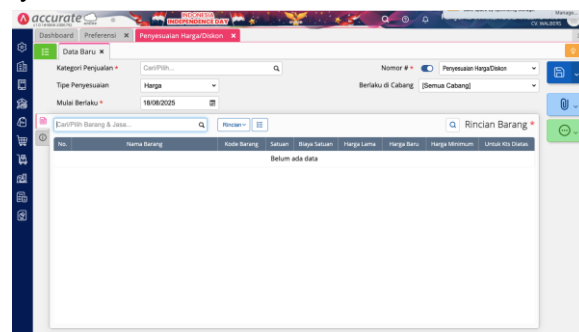 accurate INDONESIA INDEPENDENCE DAY
CV. WALBERS
Dashboard Preferensi Penyesuaian Harga/Diskon
Data Baru
Kategori Penjualan * Cari/Pilih... Nomor # * Penyesuaian Harga/Diskon
Tipe Penyesuaian Harga Berlaku di Cabang [Semua Cabang]
Mulai Berlaku * 18/08/2025
Cari/Pilih Barang & Jasa... Rincian Rincian Barang *
No. Nama Barang Kode Barang Satuan Biaya Satuan Harga Lama Harga Baru Harga Minimum Untuk Kts Diatas
Belum ada data